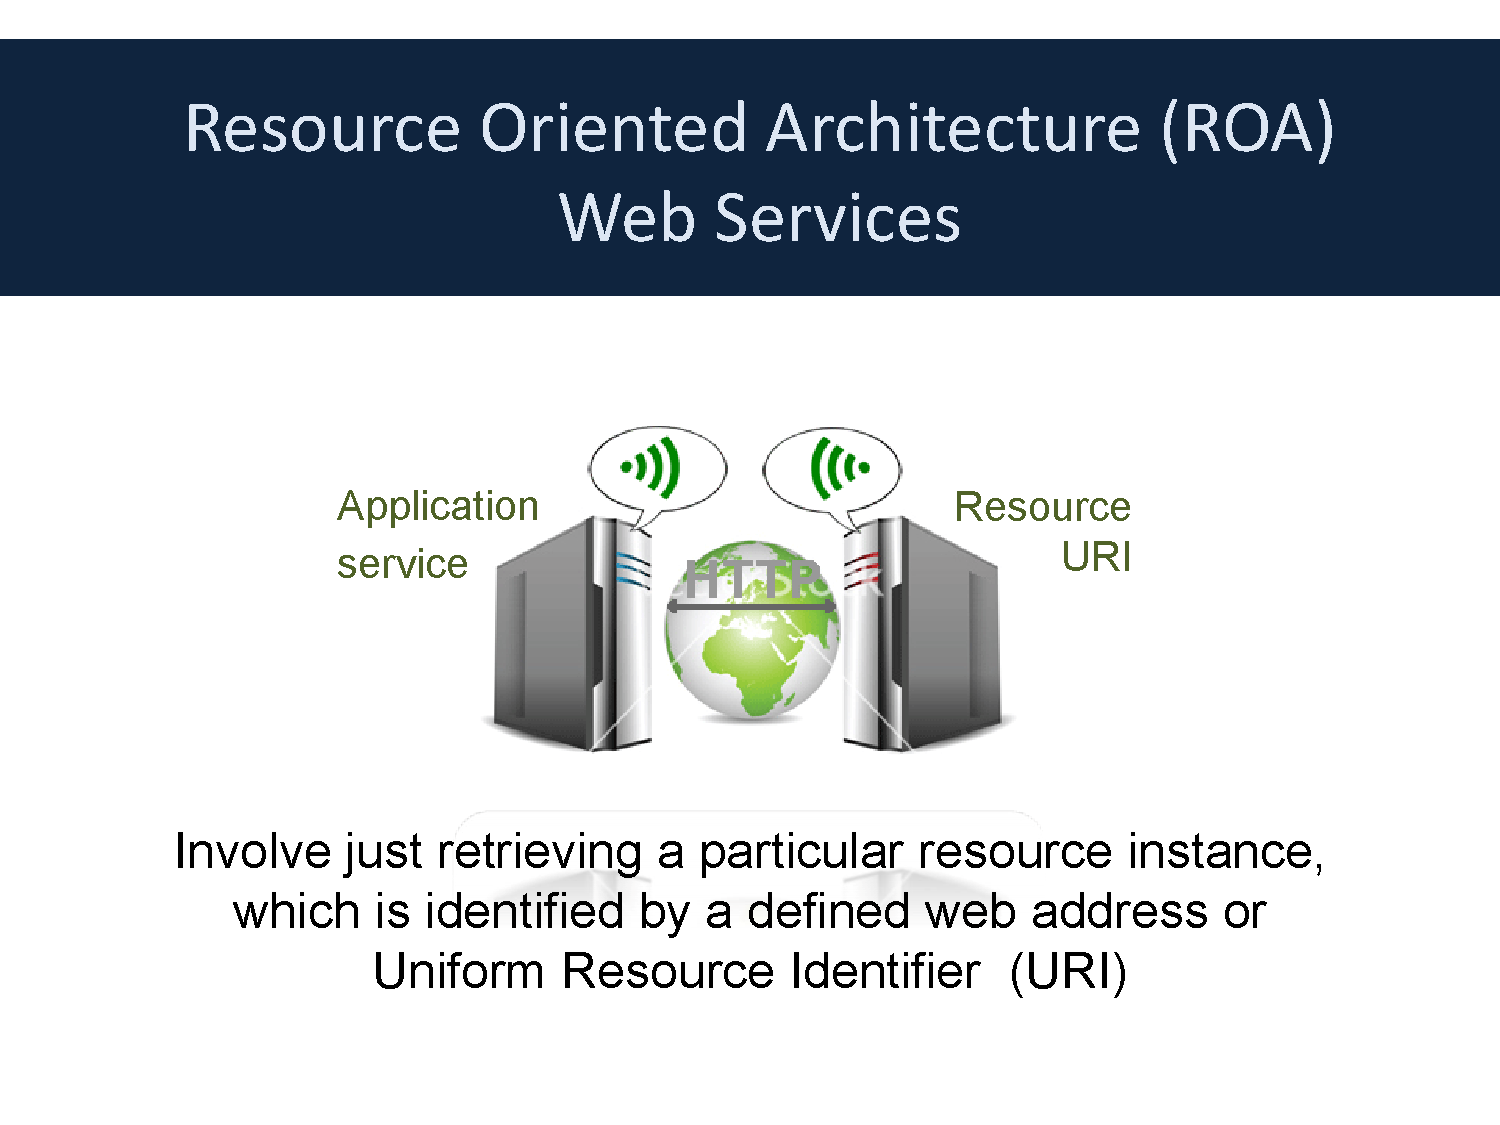 Resource Oriented Architecture (ROA)
Web Services
Application
service
Resource
URI
HTTP
Involve just retrieving a particular resource instance,
which is identified by a defined web address or
Uniform Resource Identifier (URI)